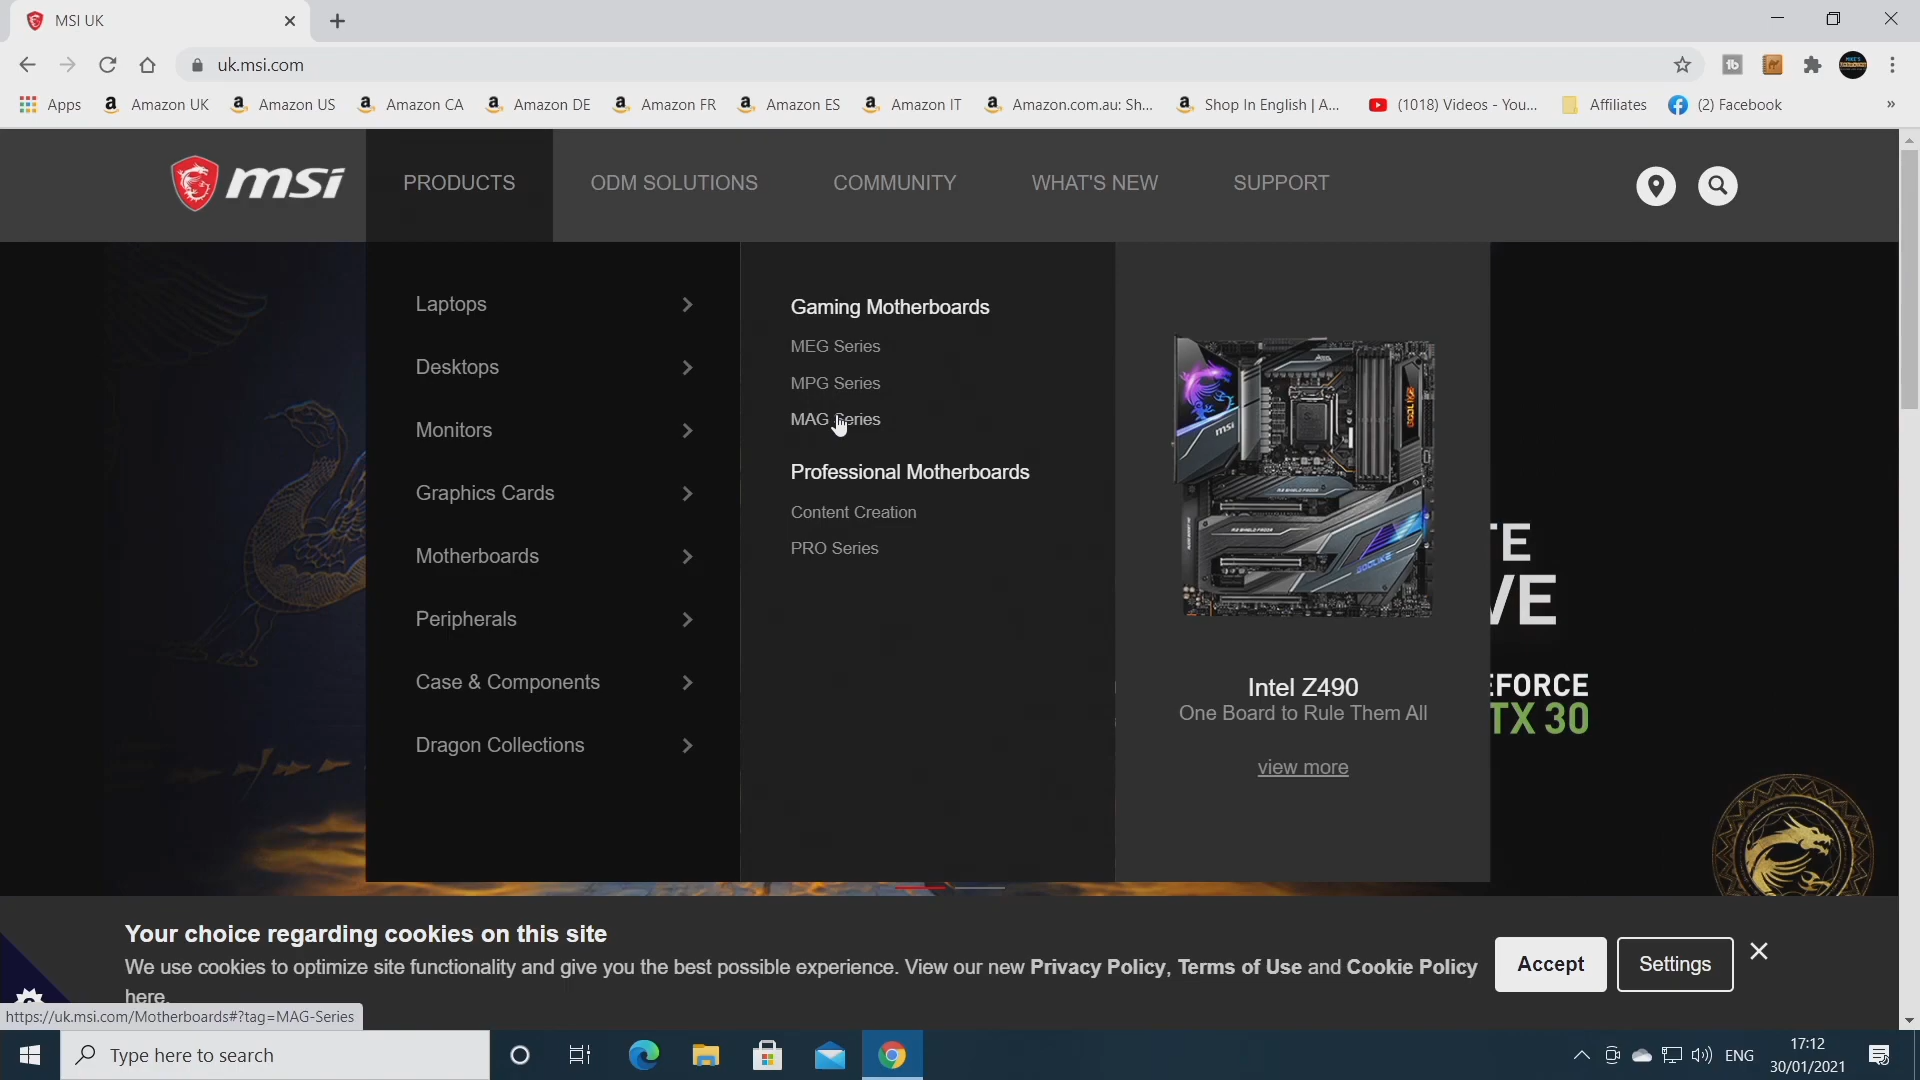 MSI UK
uk.msi.com
Apps
Amazon UK
Amazon US
Amazon CA
Amazon DE
Amazon FR
Amazon ES
Amazon IT
Amazon.com.au: Sh...
Shop In English | A...
(1018) Videos - You...
Affiliates
(2) Facebook
»
msi
PRODUCTS
ODM SOLUTIONS
COMMUNITY
WHAT'S NEW
SUPPORT
Laptops
Desktops
Monitors
Graphics Cards
Motherboards
Peripherals
Case & Components
Dragon Collections
Gaming Motherboards
MEG Series
MPG Series
MAG Series
Professional Motherboards
Content Creation
PRO Series
msi
GODLIKE
Intel Z490
One Board to Rule Them All
view more
TE
VE
EFORCE
TX 30
Your choice regarding cookies on this site
We use cookies to optimize site functionality and give you the best possible experience. View our new Privacy Policy, Terms of Use and Cookie Policy
here.
Accept
Settings
https://uk.msi.com/Motherboards#?tag=MAG-Series
Type here to search
ENG
17:12
30/01/2021